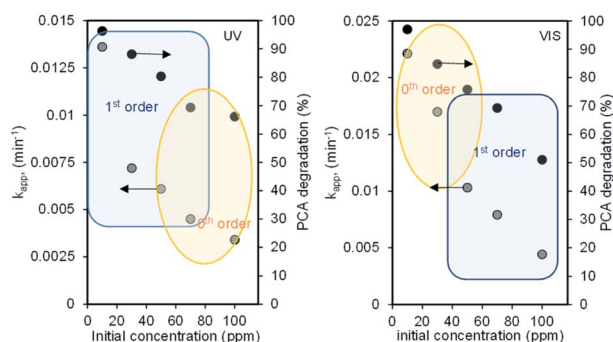 0.015
0.0125
0.01
0.0075
0.005
0.0025
0
k_app, (min⁻¹)
0 20 40 60 80 100
Initial concentration (ppm)
100
90
80
70
60
50
40
30
20
10
0
PCA degradation (%)
UV
1st order
0th order
0.025
0.02
0.015
0.01
0.005
0
k_app, (min⁻¹)
0 20 40 60 80 100
initial concentration (ppm)
100
90
80
70
60
50
40
30
20
10
0
PCA degradation (%)
VIS
0th order
1st order